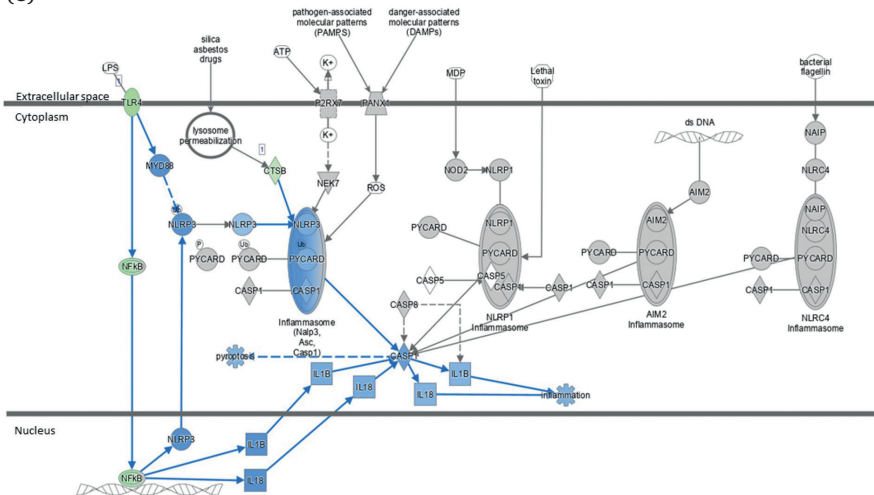 pathogen-associated
molecular patterns
(PAMPS)
danger-associated
molecular patterns
(DAMPs)
silica
asbestos
drugs
ATP
K+
LPS
1
MDP
Lethal
toxin
bacterial
flagellin
Extracellular space
TLR4
P2RX7
PANX1
Cytoplasm
lysosome
permeabilization
K+
ds DNA
NAIP
1
MYD88
CTSB
NEK7
ROS
NOD2
NLRP1
AIM2
NLRC4
NLRP3
NLRP3
NLRP3
NLRP1
AIM2
NAIP
NLRC4
PYCARD
P
PYCARD
Ub
PYCARD
Ub
PYCARD
PYCARD
PYCARD
PYCARD
PYCARD
PYCARD
NFkB
CASP5
CASP5
CASP1
CASP1
CASP1
CASP1
CASP1
CASP1
CASP1
CASP1
CASP8
Inflammasome
(Nalp3,
Asc,
Casp1)
NLRP1
Inflammasome
AIM2
Inflammasome
NLRC4
Inflammasome
pyroptosis
CASP1
IL1B
IL18
IL1B
IL18
inflammation
Nucleus
NLRP3
IL1B
NFkB
IL18